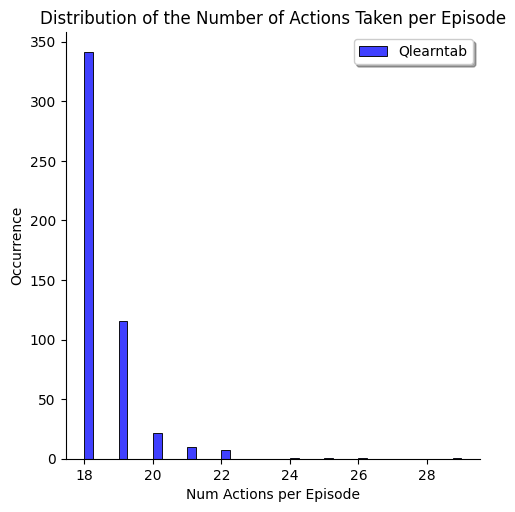 Distribution of the Number of Actions Taken per Episode
Qlearntab
Occurrence
350
300
250
200
150
100
50
0
18 20 22 24 26 28
Num Actions per Episode